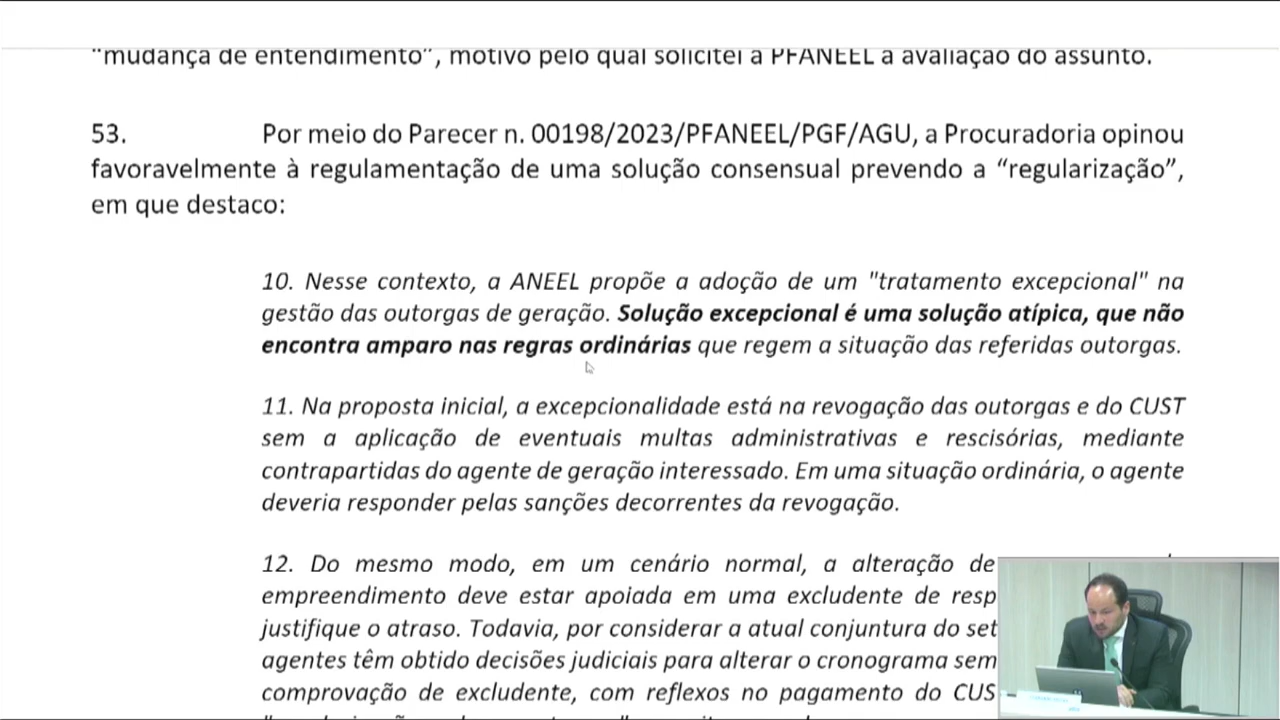 "mudança de entendimento", motivo pelo qual solicitei a PFANEEL a avaliação do assunto.
53. Por meio do Parecer n. 00198/2023/PFANEEL/PGF/AGU, a Procuradoria opinou
favoravelmente à regulamentação de uma solução consensual prevendo a “regularização”,
em que destaco:
10. Nesse contexto, a ANEEL propõe a adoção de um "tratamento excepcional" na
gestão das outorgas de geração. Solução excepcional é uma solução atípica, que não
encontra amparo nas regras ordinárias que regem a situação das referidas outorgas.
11. Na proposta inicial, a excepcionalidade está na revogação das outorgas e do CUST
sem a aplicação de eventuais multas administrativas e rescisórias, mediante
contrapartidas do agente de geração interessado. Em uma situação ordinária, o agente
deveria responder pelas sanções decorrentes da revogação.
12. Do mesmo modo, em um cenário normal, a alteração de
empreendimento deve estar apoiada em uma excludente de resp
justifique o atraso. Todavia, por considerar a atual conjuntura do set
agentes têm obtido decisões judiciais para alterar o cronograma sem
comprovação de excludente, com reflexos no pagamento do CUS